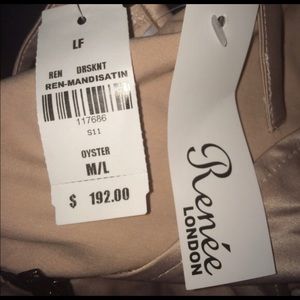 LF
REN DRSKNT
REN-MANDISATIN
117686
S11
OYSTER
M/L
$ 192.00
Renée
LONDON